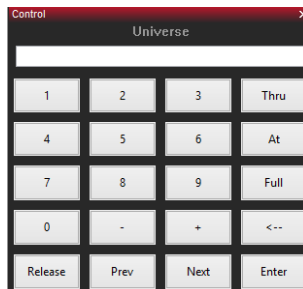 Control
Universe
1 2 3 Thru
4 5 6 At
7 8 9 Full
0 - + <--
Release Prev Next Enter